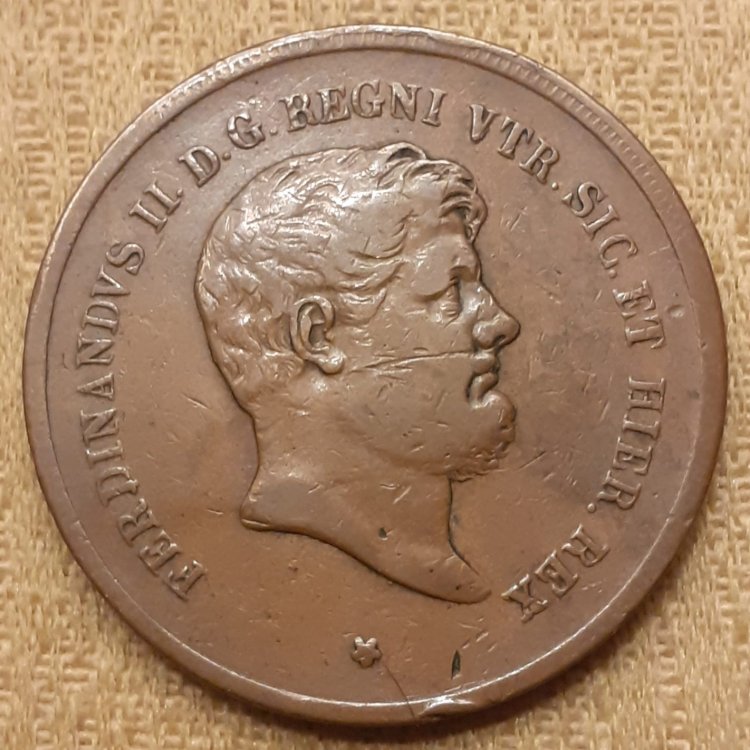 FERDINANDVS II. D.G. REGNI VTR. SIC. ET HIER. REX